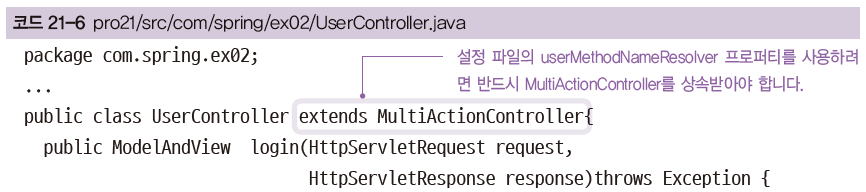 코드 21-6 pro21/src/com/spring/ex02/UserController.java
package com.spring.ex02;
설정 파일의 userMethodNameResolver 프로퍼티를 사용하려
면 반드시 MultiActionController를 상속받아야 합니다.
...
public class UserController extends MultiActionController{
public ModelAndView login(HttpServletRequest request,
HttpServletResponse response)throws Exception {